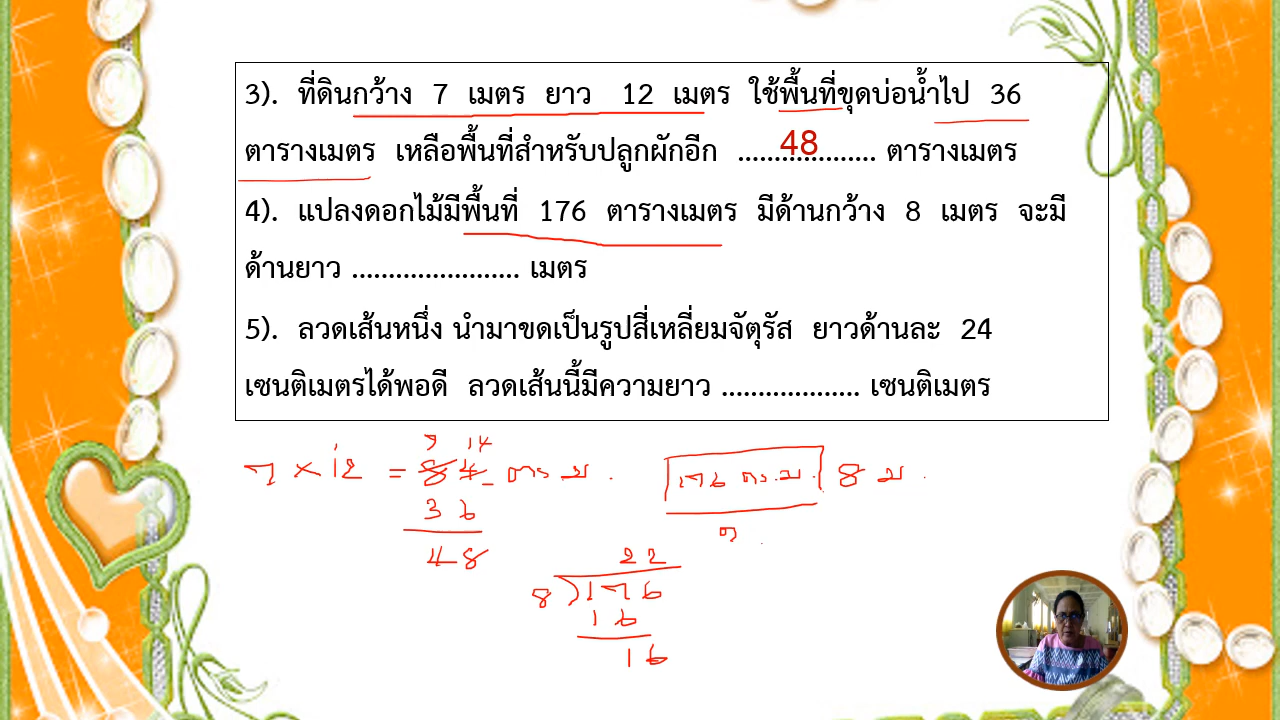 3). ที่ดินกว้าง 7 เมตร ยาว 12 เมตร ใช้พื้นที่ขุดบ่อน้ำไป 36
ตารางเมตร เหลือพื้นที่สำหรับปลูกผักอีก ...................48 ตารางเมตร
4). แปลงดอกไม้มีพื้นที่ 176 ตารางเมตร มีด้านกว้าง 8 เมตร จะมี
ด้านยาว ....................... เมตร
5). ลวดเส้นหนึ่ง นำมาขดเป็นรูปสี่เหลี่ยมจัตุรัส ยาวด้านละ 24
เซนติเมตรได้พอดี ลวดเส้นนี้มีความยาว ................... เซนติเมตร
7 14
7 × 12 = 84 ตร ม.
36
48
176 ตร.ม. 8 ม.
22
8 176
16
16